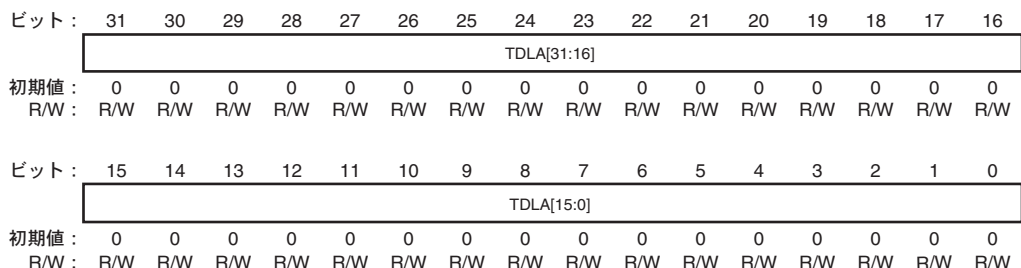 ビット： 31 30 29 28 27 26 25 24 23 22 21 20 19 18 17 16
TDLA[31:16]
初期値： 0 0 0 0 0 0 0 0 0 0 0 0 0 0 0 0
R/W： R/W R/W R/W R/W R/W R/W R/W R/W R/W R/W R/W R/W R/W R/W R/W R/W
ビット： 15 14 13 12 11 10 9 8 7 6 5 4 3 2 1 0
TDLA[15:0]
初期値： 0 0 0 0 0 0 0 0 0 0 0 0 0 0 0 0
R/W： R/W R/W R/W R/W R/W R/W R/W R/W R/W R/W R/W R/W R/W R/W R/W R/W